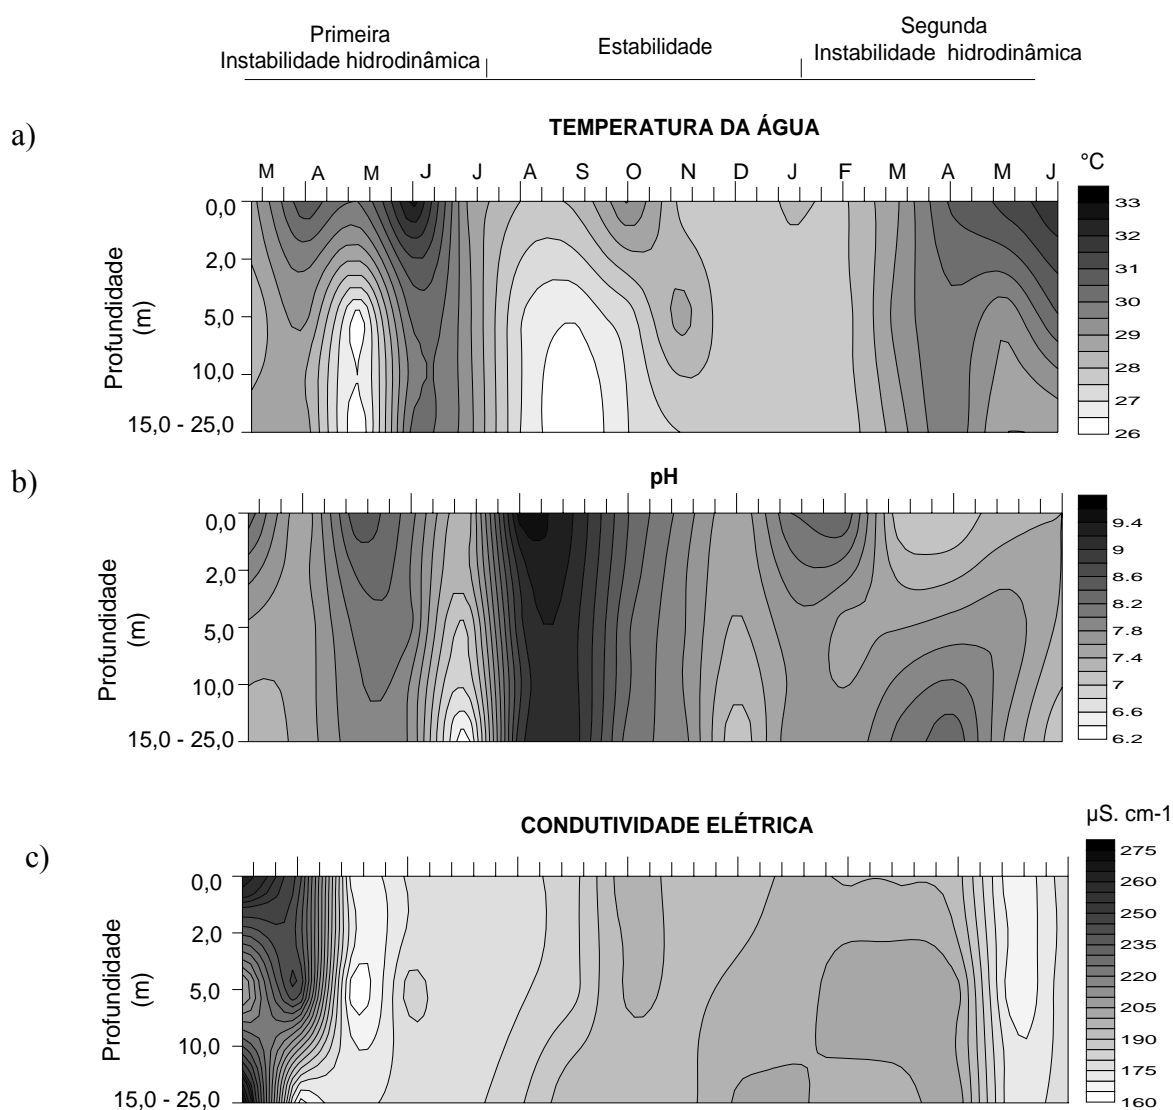 Primeira
Instabilidade hidrodinâmica
Estabilidade
Segunda
Instabilidade hidrodinâmica
a)
TEMPERATURA DA ÁGUA
M A M J J A S O N D J F M A M J
°C
Profundidade
(m)
0,0
2,0
5,0
10,0
15,0 - 25,0
33
32
31
30
29
28
27
26
b)
pH
Profundidade
(m)
0,0
2,0
5,0
10,0
15,0 - 25,0
9.4
9
8.6
8.2
7.8
7.4
7
6.6
6.2
c)
CONDUTIVIDADE ELÉTRICA
µS. cm-1
Profundidade
(m)
0,0
2,0
5,0
10,0
15,0 - 25,0
275
260
250
235
220
205
190
175
160